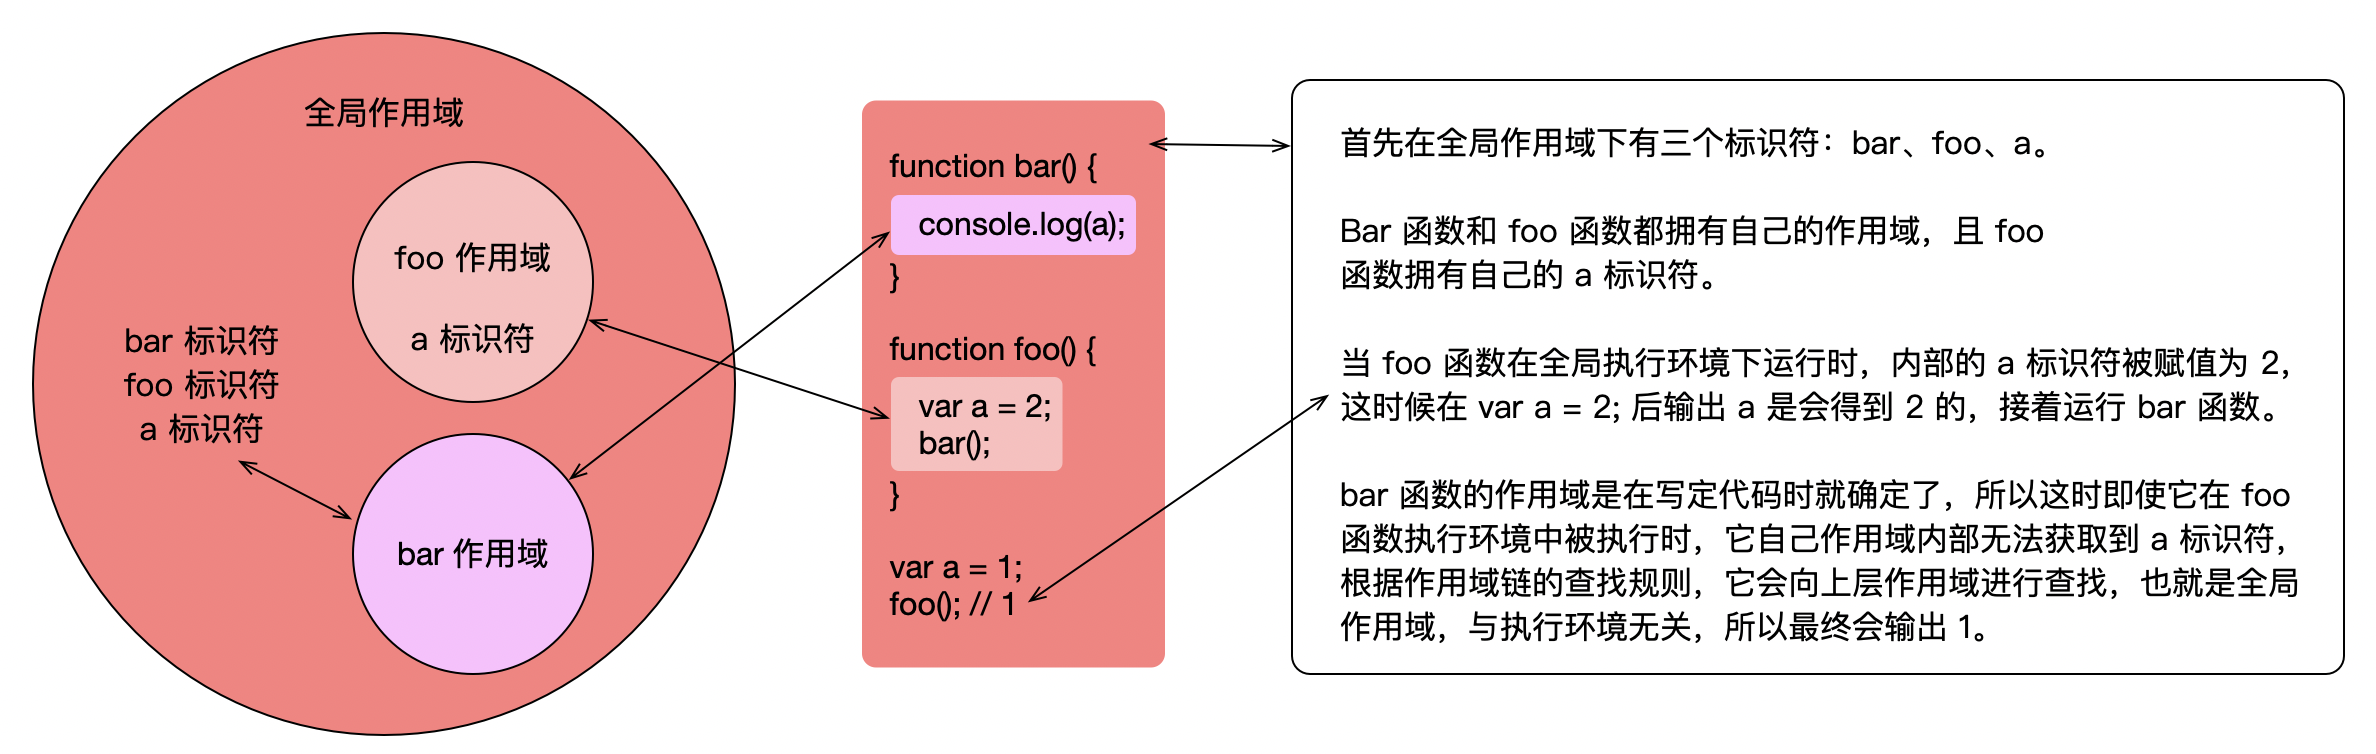 全局作用域
foo 作用域
a 标识符
bar 标识符
foo 标识符
a 标识符
bar 作用域
function bar() {
console.log(a);
}
function foo() {
var a = 2;
bar();
}
var a = 1;
foo(); // 1
首先在全局作用域下有三个标识符：bar、foo、a。
Bar 函数和 foo 函数都拥有自己的作用域，且 foo
函数拥有自己的 a 标识符。
当 foo 函数在全局执行环境下运行时，内部的 a 标识符被赋值为 2，
这时候在 var a = 2; 后输出 a 是会得到 2 的，接着运行 bar 函数。
bar 函数的作用域是在写定代码时就确定了，所以这时即使它在 foo
函数执行环境中被执行时，它自己作用域内部无法获取到 a 标识符，
根据作用域链的查找规则，它会向上层作用域进行查找，也就是全局
作用域，与执行环境无关，所以最终会输出 1。